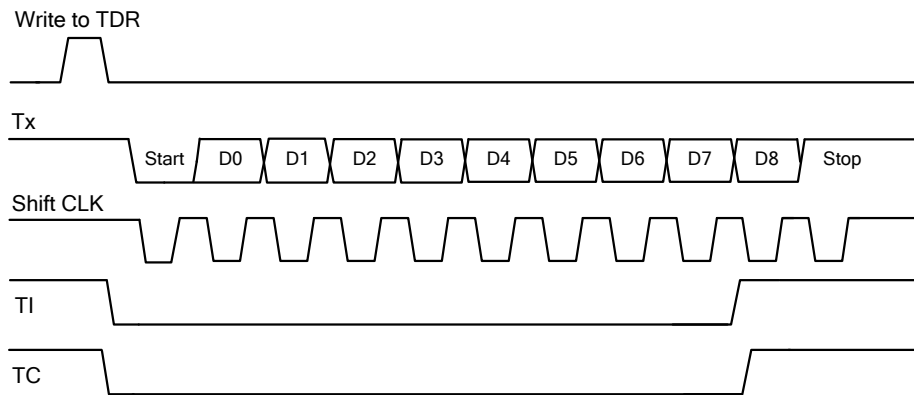 Write to TDR
Tx
Start D0 D1 D2 D3 D4 D5 D6 D7 D8 Stop
Shift CLK
TI
TC